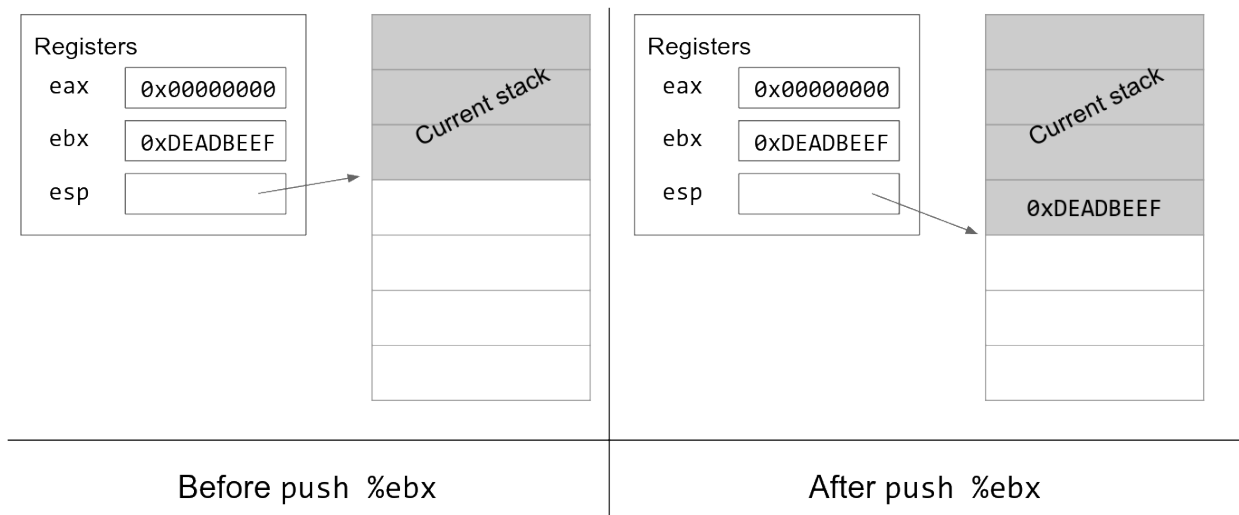 Registers
eax 0x00000000
ebx 0xDEADBEEF
esp
Current stack
Before push %ebx
Registers
eax 0x00000000
ebx 0xDEADBEEF
esp
Current stack
0xDEADBEEF
After push %ebx